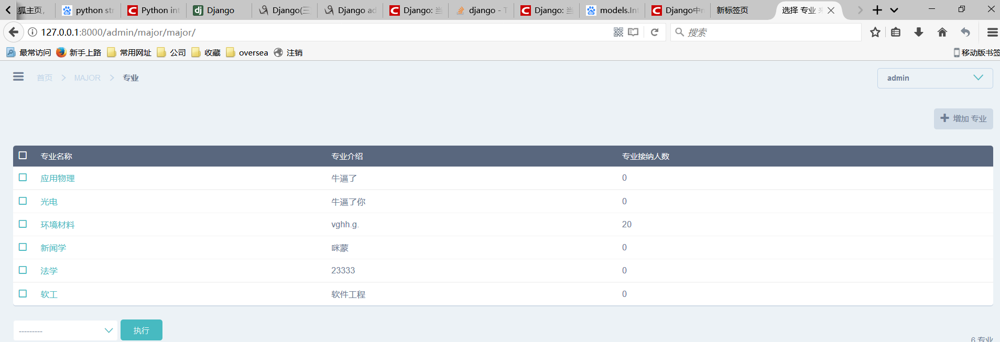 狐主页, python str Python int Django Django(三 Django ad Django: 当 django - T Django: 当 models.Int Django中m 新标签页 选择 专业 来
127.0.0.1:8000/admin/major/major/ 搜索
最常访问 新手上路 常用网址 公司 收藏 oversea 注销 移动版书签
首页 > MAJOR > 专业 admin
增加 专业
专业名称 专业介绍 专业接纳人数
应用物理 牛逼了 0
光电 牛逼了你 0
环境材料 vghh.g. 20
新闻学 咪蒙 0
法学 23333 0
软工 软件工程 0
--------- 执行
6 专业